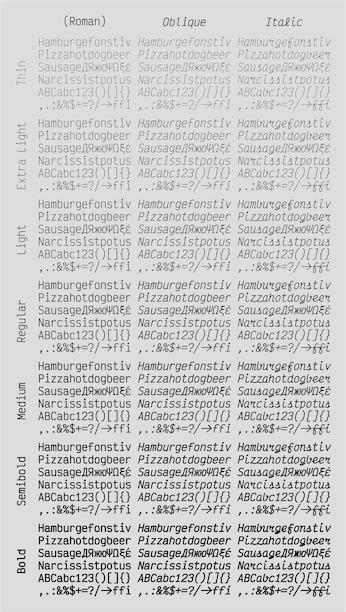 (Roman) Oblique Italic
Thin
Hamburgefonstiv Hamburgefonstiv Hamburgefonstiv
Pizzahotdogbeer Pizzahotdogbeer Pizzahotdogbeer
SausageДЯжюΨΩξέ SausageДЯжюΨΩξέ SausageДЯжюΨΩξέ
Narcissistpotus Narcissistpotus Narcissistpotus
ABCabc123()[]{} ABCabc123()[]{} ABCabc123()[]{}
,.:&%$+=?/→ffi ,.:&%$+=?/→ffi ,.:&%$+=?/→ffi
Extra Light
Hamburgefonstiv Hamburgefonstiv Hamburgefonstiv
Pizzahotdogbeer Pizzahotdogbeer Pizzahotdogbeer
SausageДЯжюΨΩξέ SausageДЯжюΨΩξέ SausageДЯжюΨΩξέ
Narcissistpotus Narcissistpotus Narcissistpotus
ABCabc123()[]{} ABCabc123()[]{} ABCabc123()[]{}
,.:&%$+=?/→ffi ,.:&%$+=?/→ffi ,.:&%$+=?/→ffi
Light
Hamburgefonstiv Hamburgefonstiv Hamburgefonstiv
Pizzahotdogbeer Pizzahotdogbeer Pizzahotdogbeer
SausageДЯжюΨΩξέ SausageДЯжюΨΩξέ SausageДЯжюΨΩξέ
Narcissistpotus Narcissistpotus Narcissistpotus
ABCabc123()[]{} ABCabc123()[]{} ABCabc123()[]{}
,.:&%$+=?/→ffi ,.:&%$+=?/→ffi ,.:&%$+=?/→ffi
Regular
Hamburgefonstiv Hamburgefonstiv Hamburgefonstiv
Pizzahotdogbeer Pizzahotdogbeer Pizzahotdogbeer
SausageДЯжюΨΩξέ SausageДЯжюΨΩξέ SausageДЯжюΨΩξέ
Narcissistpotus Narcissistpotus Narcissistpotus
ABCabc123()[]{} ABCabc123()[]{} ABCabc123()[]{}
,.:&%$+=?/→ffi ,.:&%$+=?/→ffi ,.:&%$+=?/→ffi
Medium
Hamburgefonstiv Hamburgefonstiv Hamburgefonstiv
Pizzahotdogbeer Pizzahotdogbeer Pizzahotdogbeer
SausageДЯжюΨΩξέ SausageДЯжюΨΩξέ SausageДЯжюΨΩξέ
Narcissistpotus Narcissistpotus Narcissistpotus
ABCabc123()[]{} ABCabc123()[]{} ABCabc123()[]{}
,.:&%$+=?/→ffi ,.:&%$+=?/→ffi ,.:&%$+=?/→ffi
Semibold
Hamburgefonstiv Hamburgefonstiv Hamburgefonstiv
Pizzahotdogbeer Pizzahotdogbeer Pizzahotdogbeer
SausageДЯжюΨΩξέ SausageДЯжюΨΩξέ SausageДЯжюΨΩξέ
Narcissistpotus Narcissistpotus Narcissistpotus
ABCabc123()[]{} ABCabc123()[]{} ABCabc123()[]{}
,.:&%$+=?/→ffi ,.:&%$+=?/→ffi ,.:&%$+=?/→ffi
Bold
Hamburgefonstiv Hamburgefonstiv Hamburgefonstiv
Pizzahotdogbeer Pizzahotdogbeer Pizzahotdogbeer
SausageДЯжюΨΩξέ SausageДЯжюΨΩξέ SausageДЯжюΨΩξέ
Narcissistpotus Narcissistpotus Narcissistpotus
ABCabc123()[]{} ABCabc123()[]{} ABCabc123()[]{}
,.:&%$+=?/→ffi ,.:&%$+=?/→ffi ,.:&%$+=?/→ffi